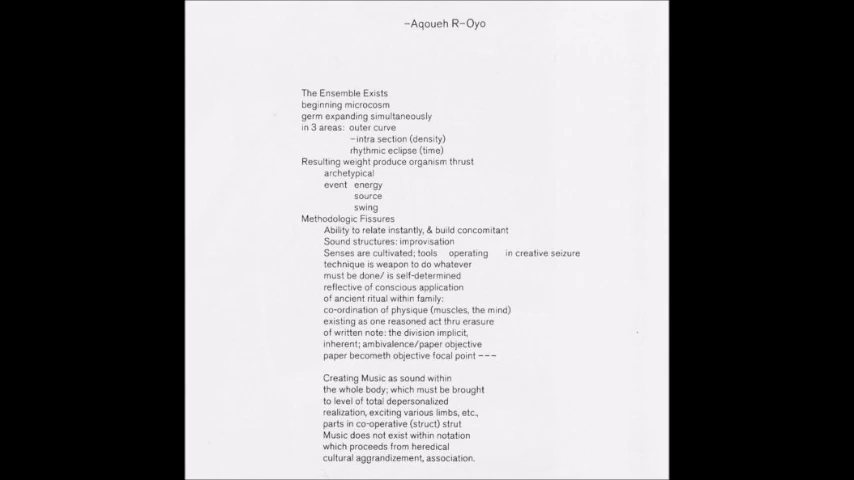 —Aqoueh R—Oyo
The Ensemble Exists
beginning microcosm
germ expanding simultaneously
in 3 areas: outer curve
—intra section (density)
rhythmic eclipse (time)
Resulting weight produce organism thrust
archetypical
event energy
source
swing
Methodologic Fissures
Ability to relate instantly, & build concomitant
Sound structures: improvisation
Senses are cultivated; tools operating in creative seizure
technique is weapon to do whatever
must be done/ is self-determined
reflective of conscious application
of ancient ritual within family:
co-ordination of physique (muscles, the mind)
existing as one reasoned act thru erasure
of written note: the division implicit,
inherent; ambivalence/paper objective
paper becometh objective focal point ———
Creating Music as sound within
the whole body; which must be brought
to level of total depersonalized
realization, exciting various limbs, etc.,
parts in co-operative (struct) strut
Music does not exist within notation
which proceeds from heredical
cultural aggrandizement, association.